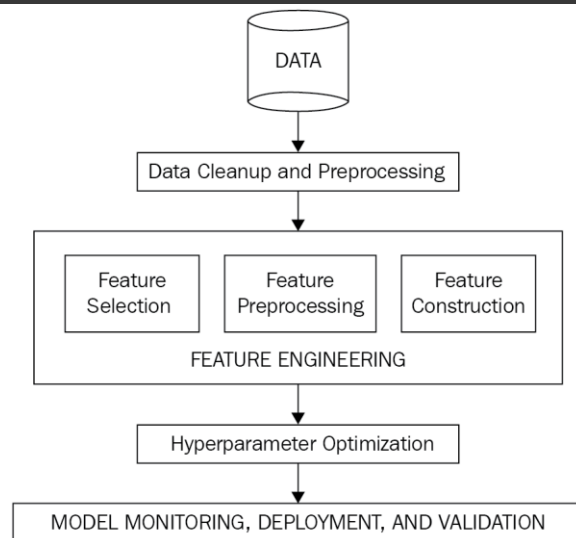 DATA
Data Cleanup and Preprocessing
Feature
Selection
Feature
Preprocessing
Feature
Construction
FEATURE ENGINEERING
Hyperparameter Optimization
MODEL MONITORING, DEPLOYMENT, AND VALIDATION